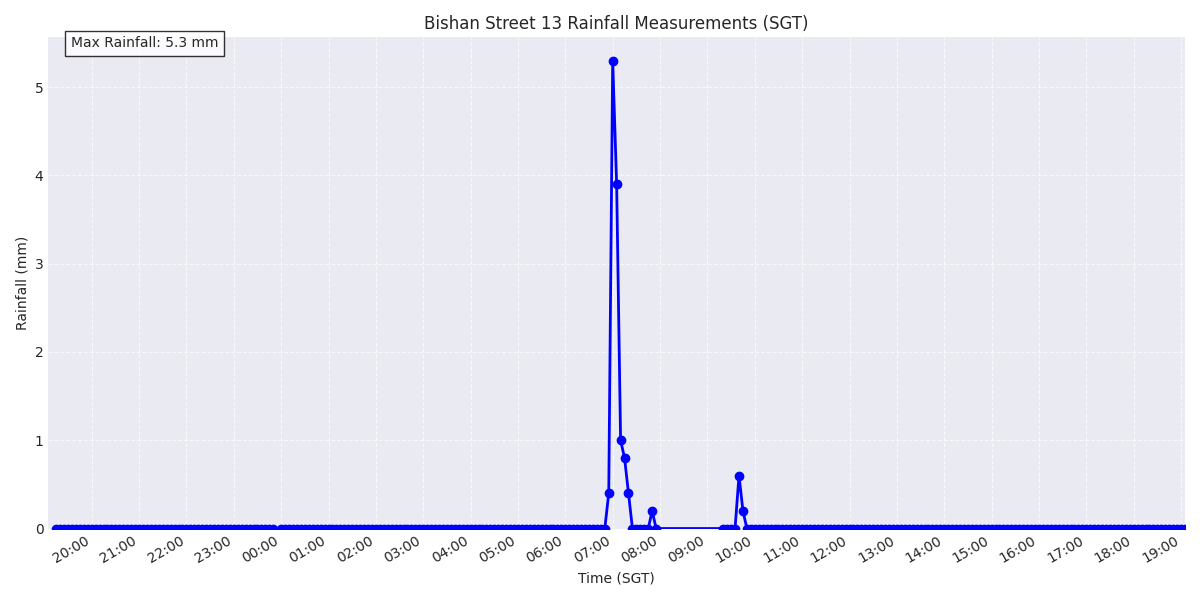 Bishan Street 13 Rainfall Measurements (SGT)
Max Rainfall: 5.3 mm
5
4
3
2
1
0
Rainfall (mm)
20:00 21:00 22:00 23:00 00:00 01:00 02:00 03:00 04:00 05:00 06:00 07:00 08:00 09:00 10:00 11:00 12:00 13:00 14:00 15:00 16:00 17:00 18:00 19:00
Time (SGT)